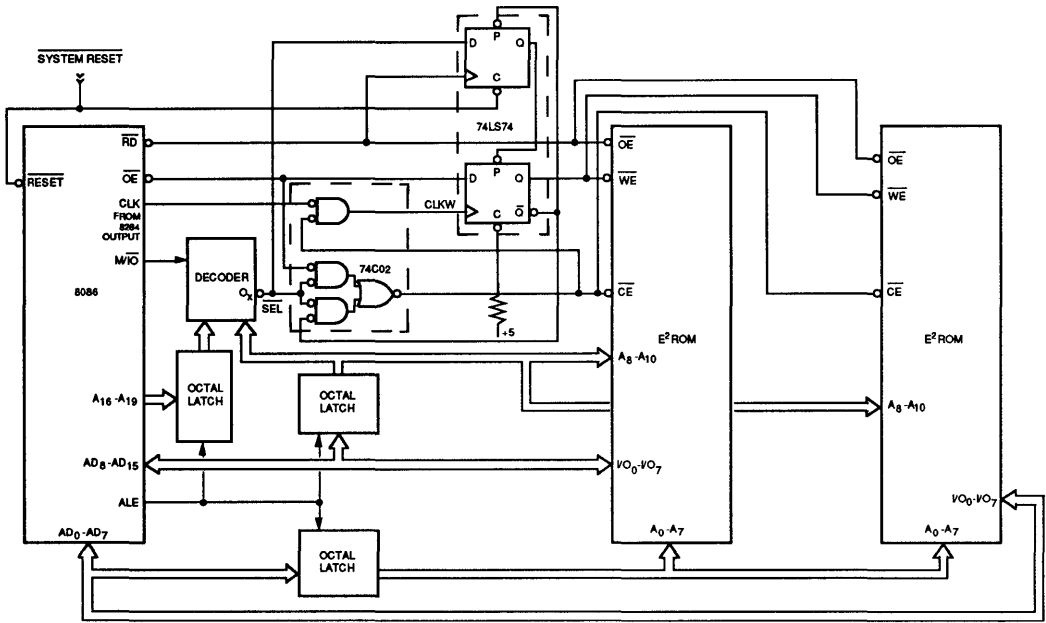 SYSTEM RESET
P
D
Q
C
74LS74
RD
OE
WE
OE
WE
RESET
OE
CLK
FROM
8284
OUTPUT
CLKW
D
P
Q
C
Q
M/IO
8086
DECODER
OX
SEL
74C02
+5
CE
CE
E2ROM
E2ROM
A8-A10
A8-A10
OCTAL
LATCH
OCTAL
LATCH
A16-A19
AD8-AD15
I/O0-I/O7
I/O0-I/O7
ALE
AD0-AD7
OCTAL
LATCH
A0-A7
A0-A7